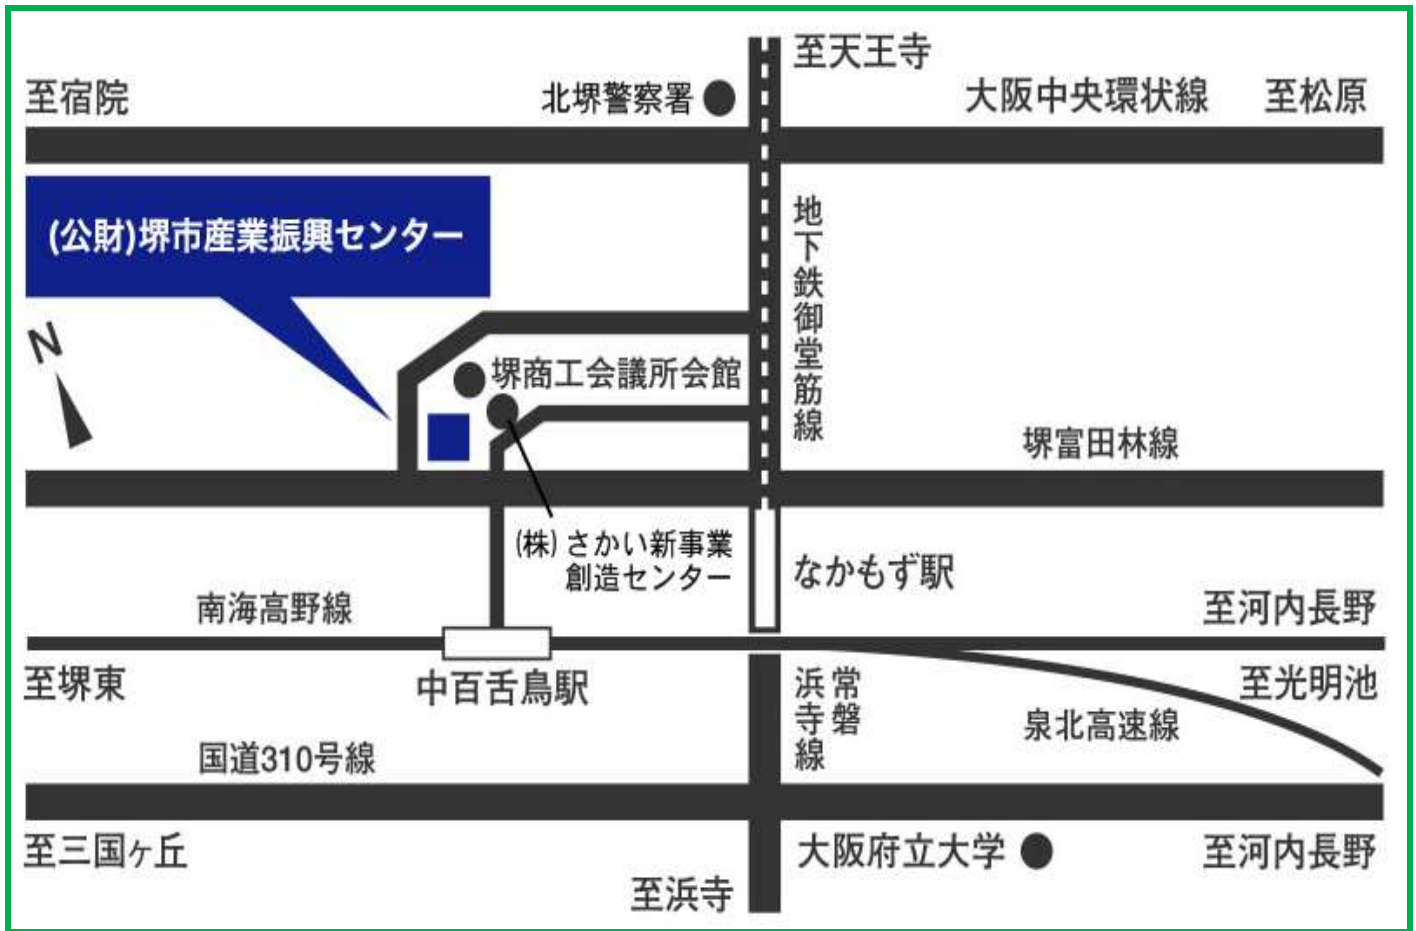 至天王寺
至宿院
北堺警察署
大阪中央環状線
至松原
(公財)堺市産業振興センター
地下鉄御堂筋線
N
堺商工会議所会館
堺富田林線
(株)さかい新事業
創造センター
なかもず駅
南海高野線
至河内長野
至堺東
中百舌鳥駅
常磐
浜寺線
至光明池
泉北高速線
国道310号線
至三国ヶ丘
大阪府立大学
至河内長野
至浜寺